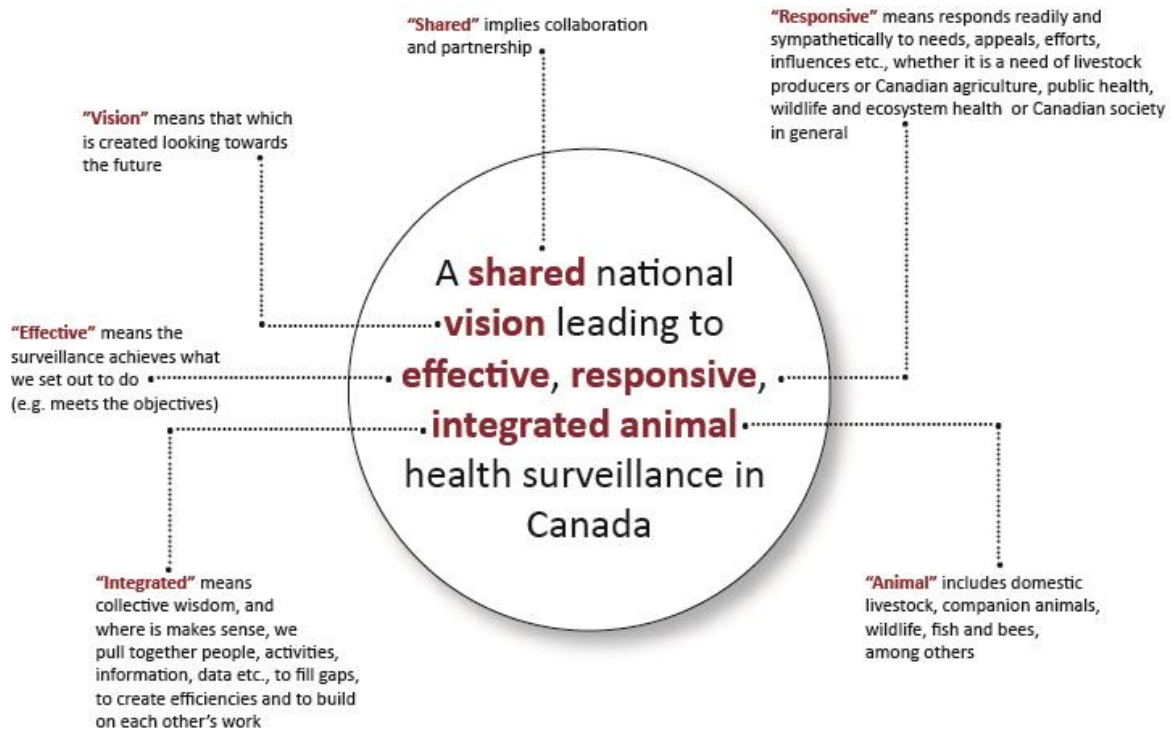 “Shared” implies collaboration
and partnership
“Responsive” means responds readily and
sympathetically to needs, appeals, efforts,
influences etc., whether it is a need of livestock
producers or Canadian agriculture, public health,
wildlife and ecosystem health or Canadian society
in general
“Vision” means that which
is created looking towards
the future
A shared national
vision leading to
effective, responsive,
integrated animal
health surveillance in
Canada
“Effective” means the
surveillance achieves what
we set out to do
(e.g. meets the objectives)
“Integrated” means
collective wisdom, and
where is makes sense, we
pull together people, activities,
information, data etc., to fill gaps,
to create efficiencies and to build
on each other’s work
“Animal” includes domestic
livestock, companion animals,
wildlife, fish and bees,
among others